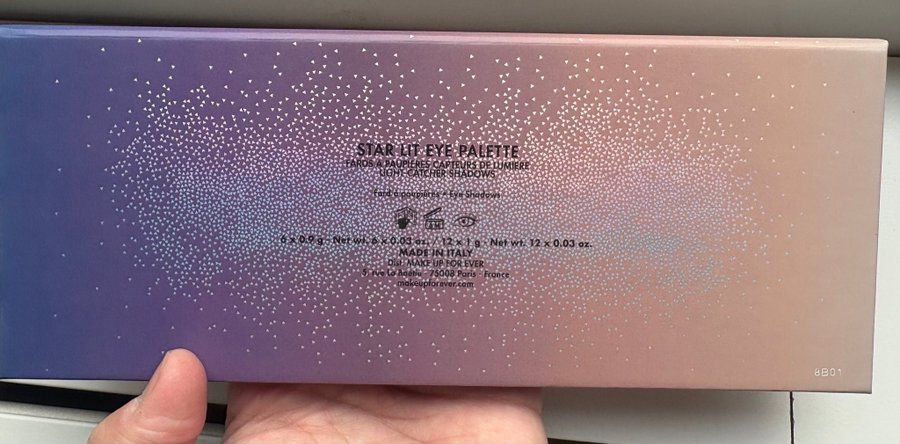 STAR LIT EYE PALETTE
FARDS À PAUPIÈRES CAPTEURS DE LUMIÈRE
LIGHT CATCHER SHADOWS
Fard à paupières • Eye Shadows
6 x 0.9 g - Net wt. 6 x 0.03 oz. / 12 x 1 g - Net wt. 12 x 0.03 oz.
MADE IN ITALY
Dist. MAKE UP FOR EVER
5, rue La Boétie - 75008 Paris - France
makeupforever.com
8B01